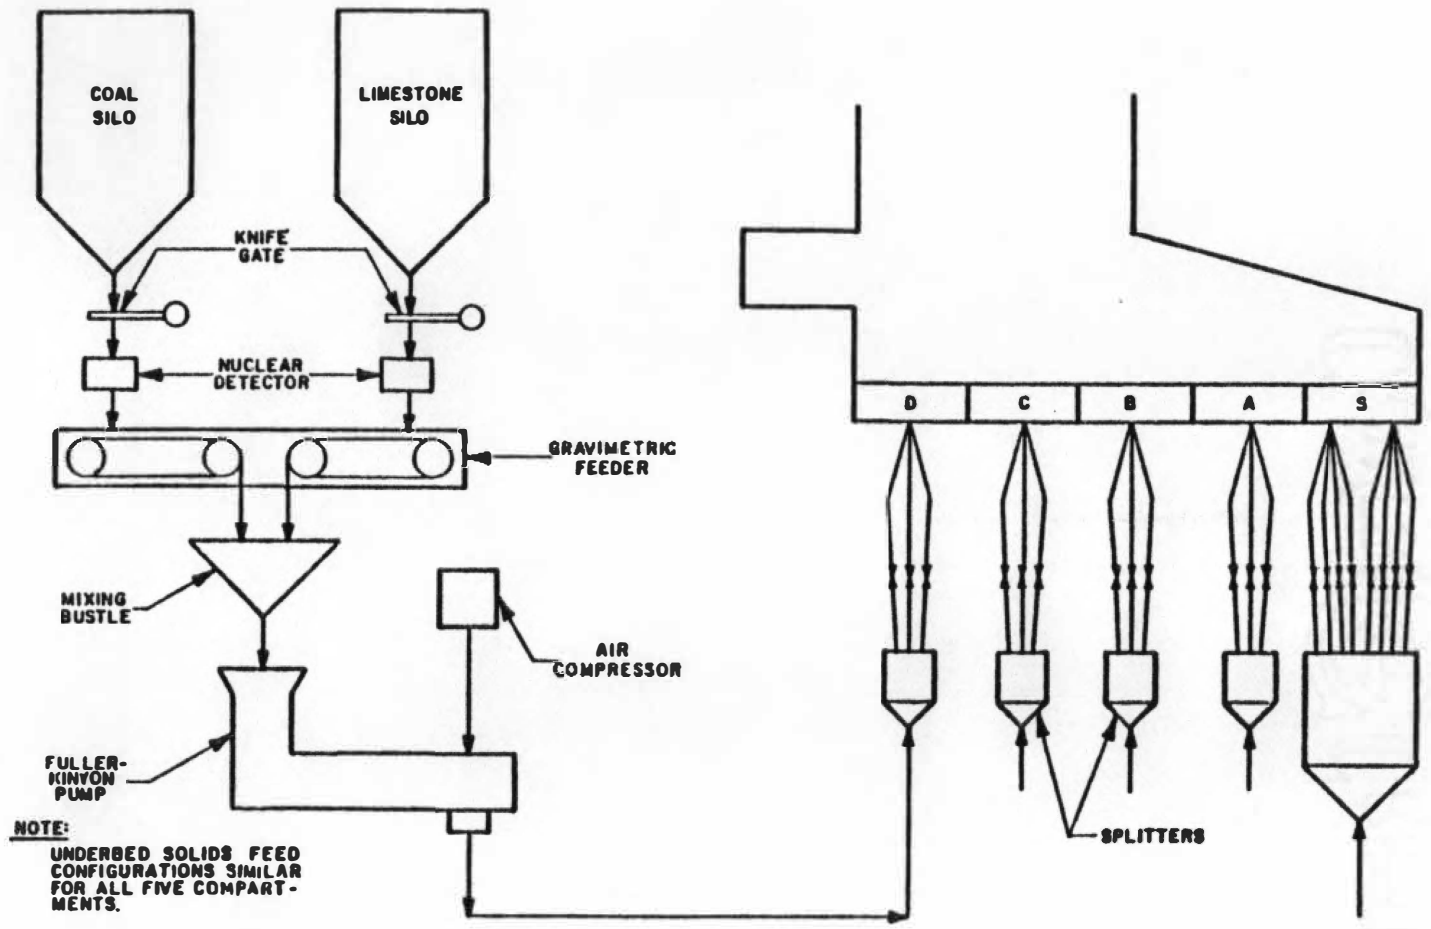 COAL
SILO
LIMESTONE
SILO
KNIFE
GATE
NUCLEAR
DETECTOR
GRAVIMETRIC
FEEDER
MIXING
BUSTLE
AIR
COMPRESSOR
FULLER-
KINYON
PUMP
NOTE:
UNDERBED SOLIDS FEED
CONFIGURATIONS SIMILAR
FOR ALL FIVE COMPART-
MENTS.
D C B A S
SPLITTERS